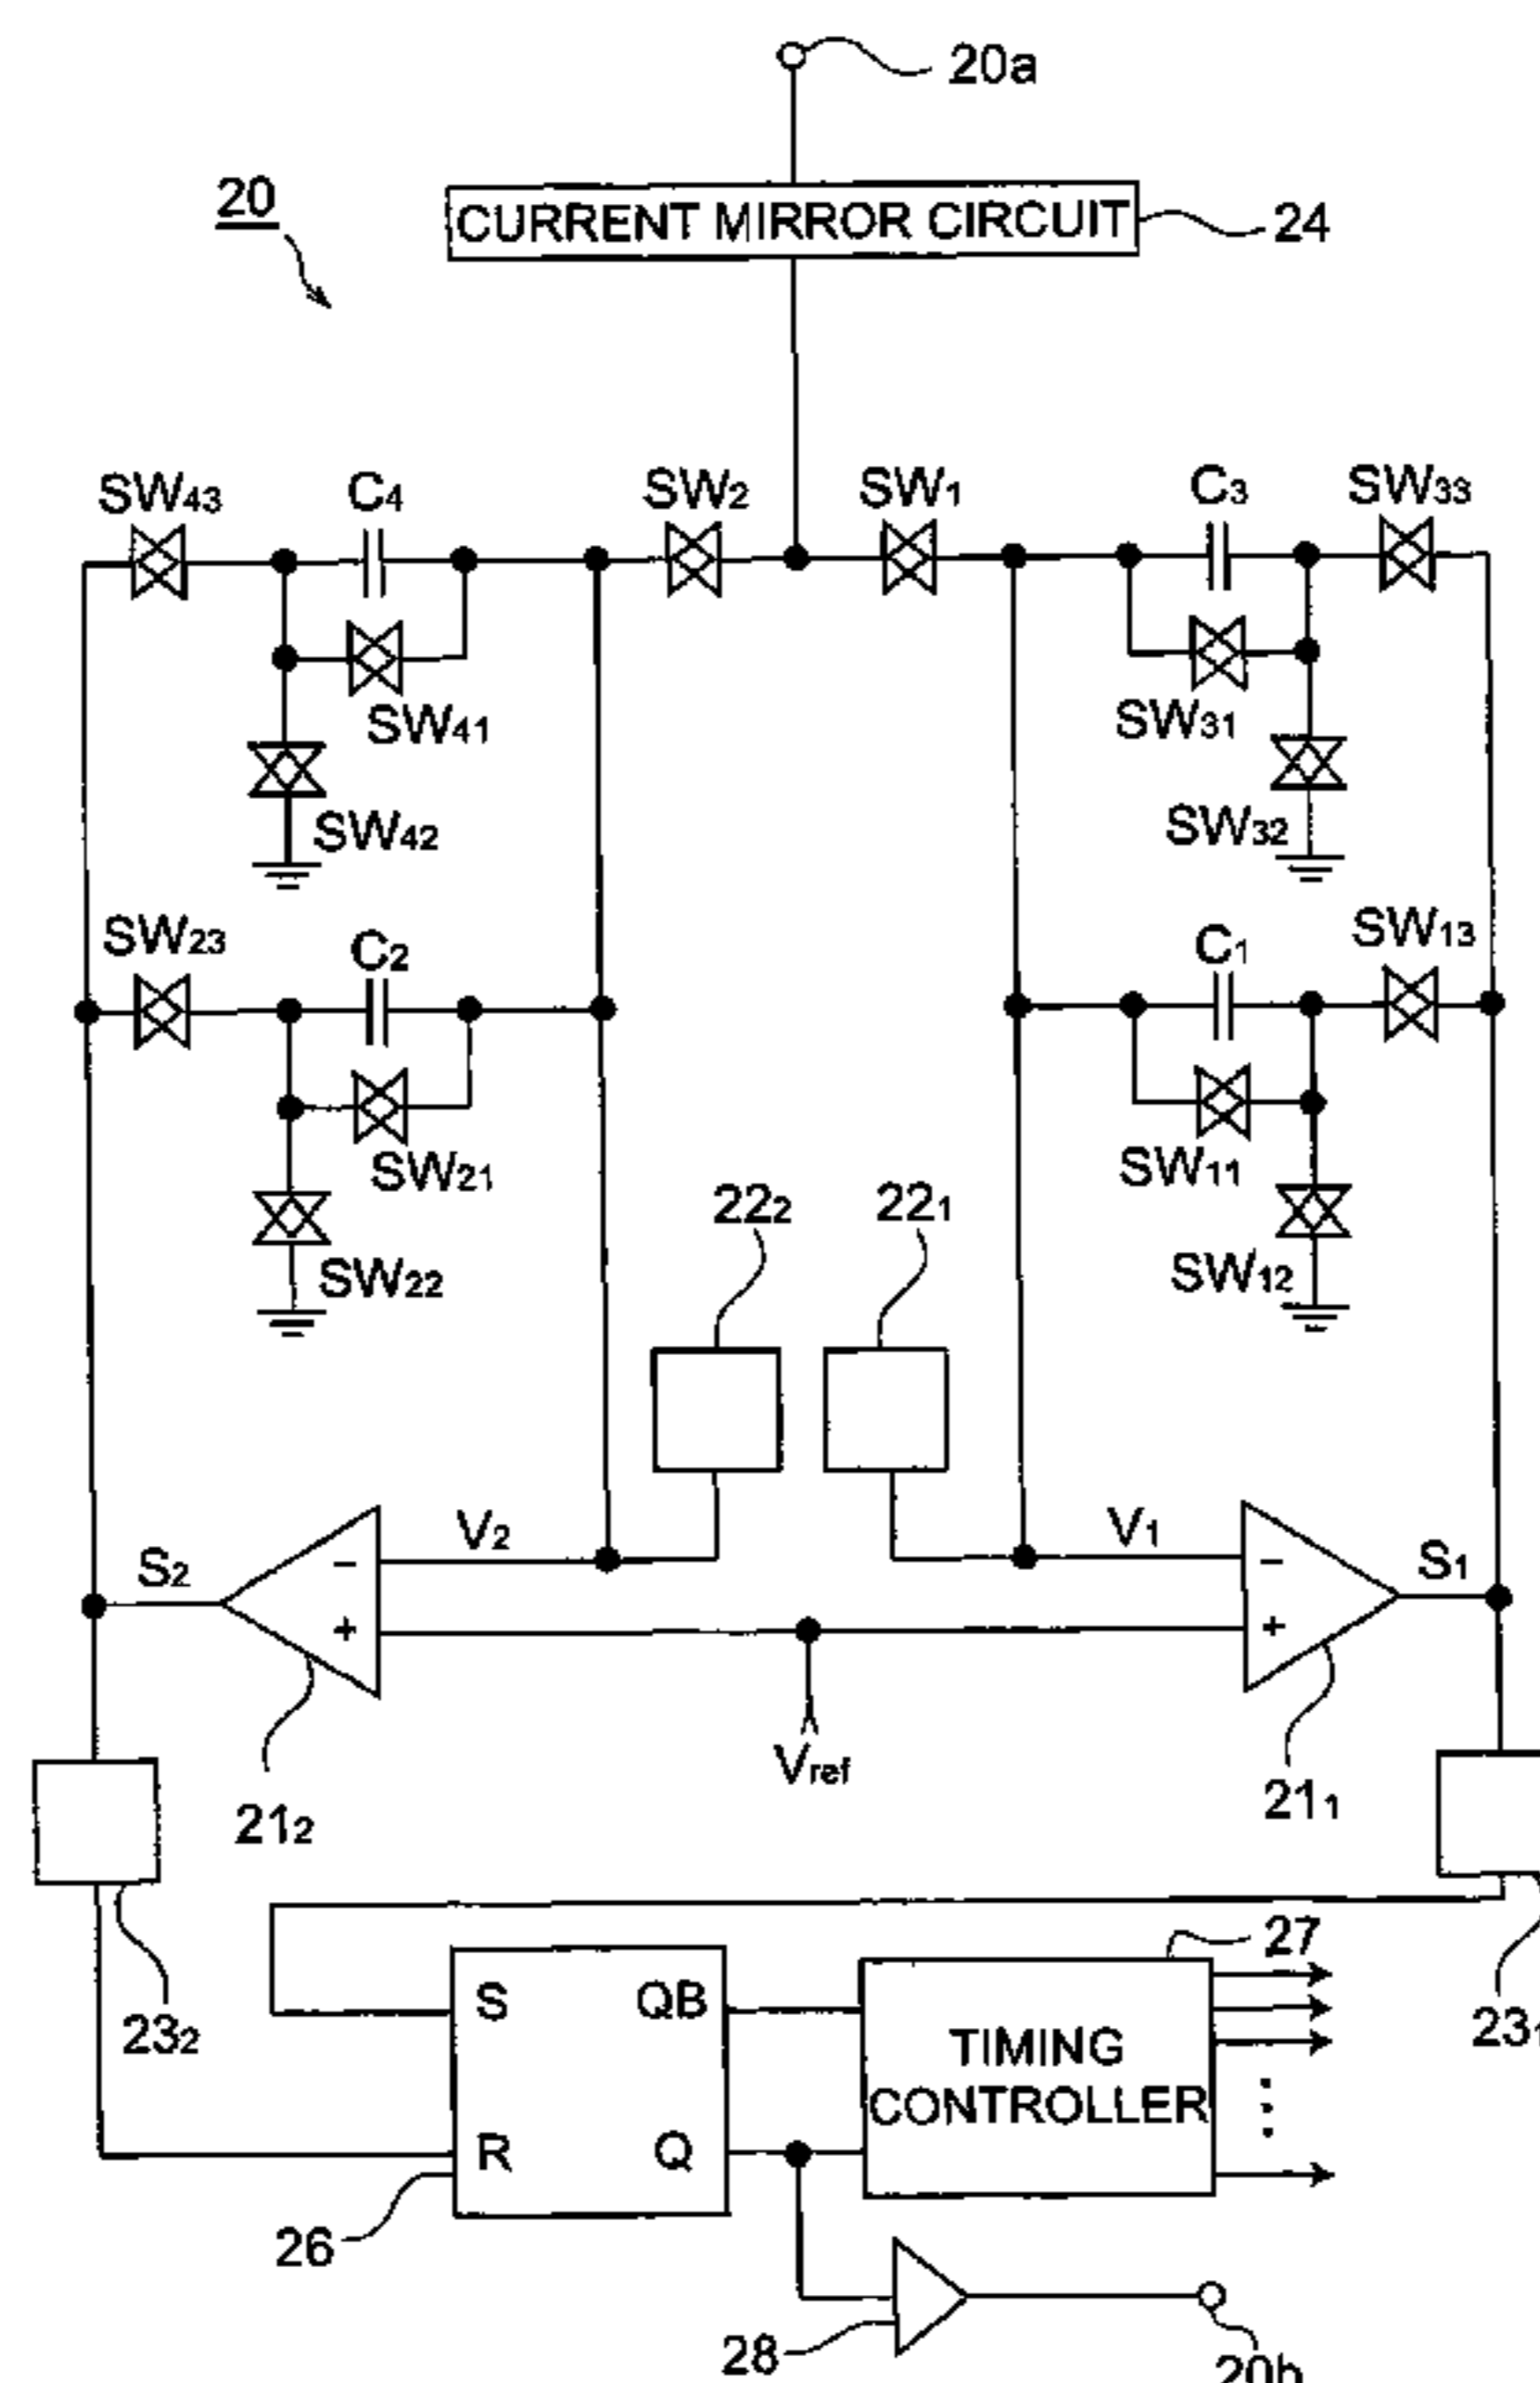 20a
20
CURRENT MIRROR CIRCUIT
24
SW43
C4
SW2
SW1
C3
SW33
SW41
SW31
SW42
SW32
SW23
C2
C1
SW13
SW21
SW11
222
221
SW22
SW12
V2
V1
S2
S1
−
−
+
+
Vref
212
211
27
S
QB
232
TIMING
CONTROLLER
231
R
Q
26
28
20b